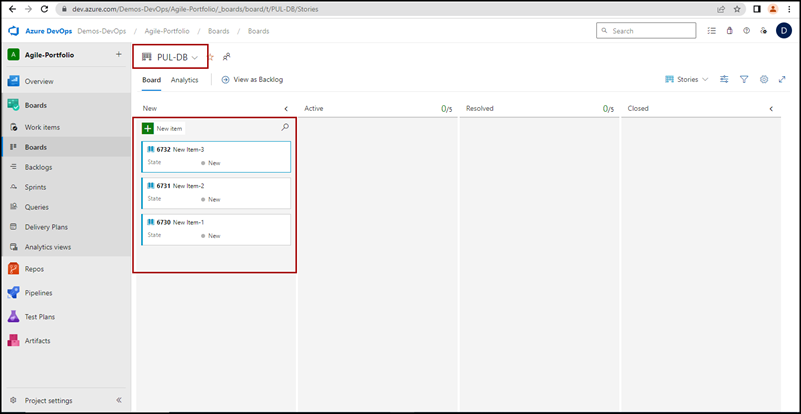 dev.azure.com/Demos-DevOps/Agile-Portfolio/_boards/board/t/PUL-DB/Stories
Azure DevOps Demos-DevOps / Agile-Portfolio / Boards / Boards
Search
D
A Agile-Portfolio +
PUL-DB
Overview
Board Analytics View as Backlog
Stories
Boards
New
Active 0/5
Resolved 0/5
Closed
Work items
New item
Boards
6732 New Item-3
State New
Backlogs
Sprints
6731 New Item-2
State New
Queries
Delivery Plans
6730 New Item-1
State New
Analytics views
Repos
Pipelines
Test Plans
Artifacts
Project settings